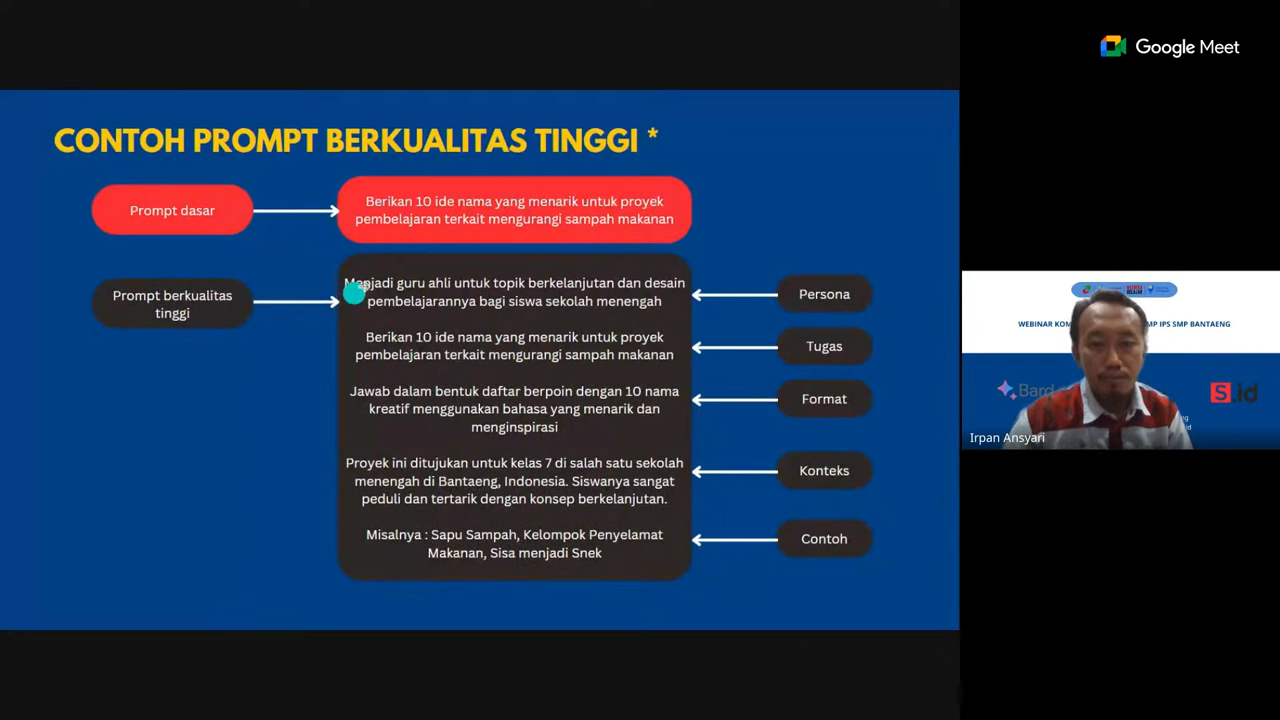 Google Meet
CONTOH PROMPT BERKUALITAS TINGGI *
Prompt dasar
Berikan 10 ide nama yang menarik untuk proyek
pembelajaran terkait mengurangi sampah makanan
Prompt berkualitas
tinggi
Menjadi guru ahli untuk topik berkelanjutan dan desain
pembelajarannya bagi siswa sekolah menengah
Persona
Berikan 10 ide nama yang menarik untuk proyek
pembelajaran terkait mengurangi sampah makanan
Tugas
Jawab dalam bentuk daftar berpoin dengan 10 nama
kreatif menggunakan bahasa yang menarik dan
menginspirasi
Format
Proyek ini ditujukan untuk kelas 7 di salah satu sekolah
menengah di Bantaeng, Indonesia. Siswanya sangat
peduli dan tertarik dengan konsep berkelanjutan.
Konteks
Misalnya : Sapu Sampah, Kelompok Penyelamat
Makanan, Sisa menjadi Snek
Contoh
WEBINAR MP IPS SMP BANTAENG
Bard
S.id
Irpan Ansyari